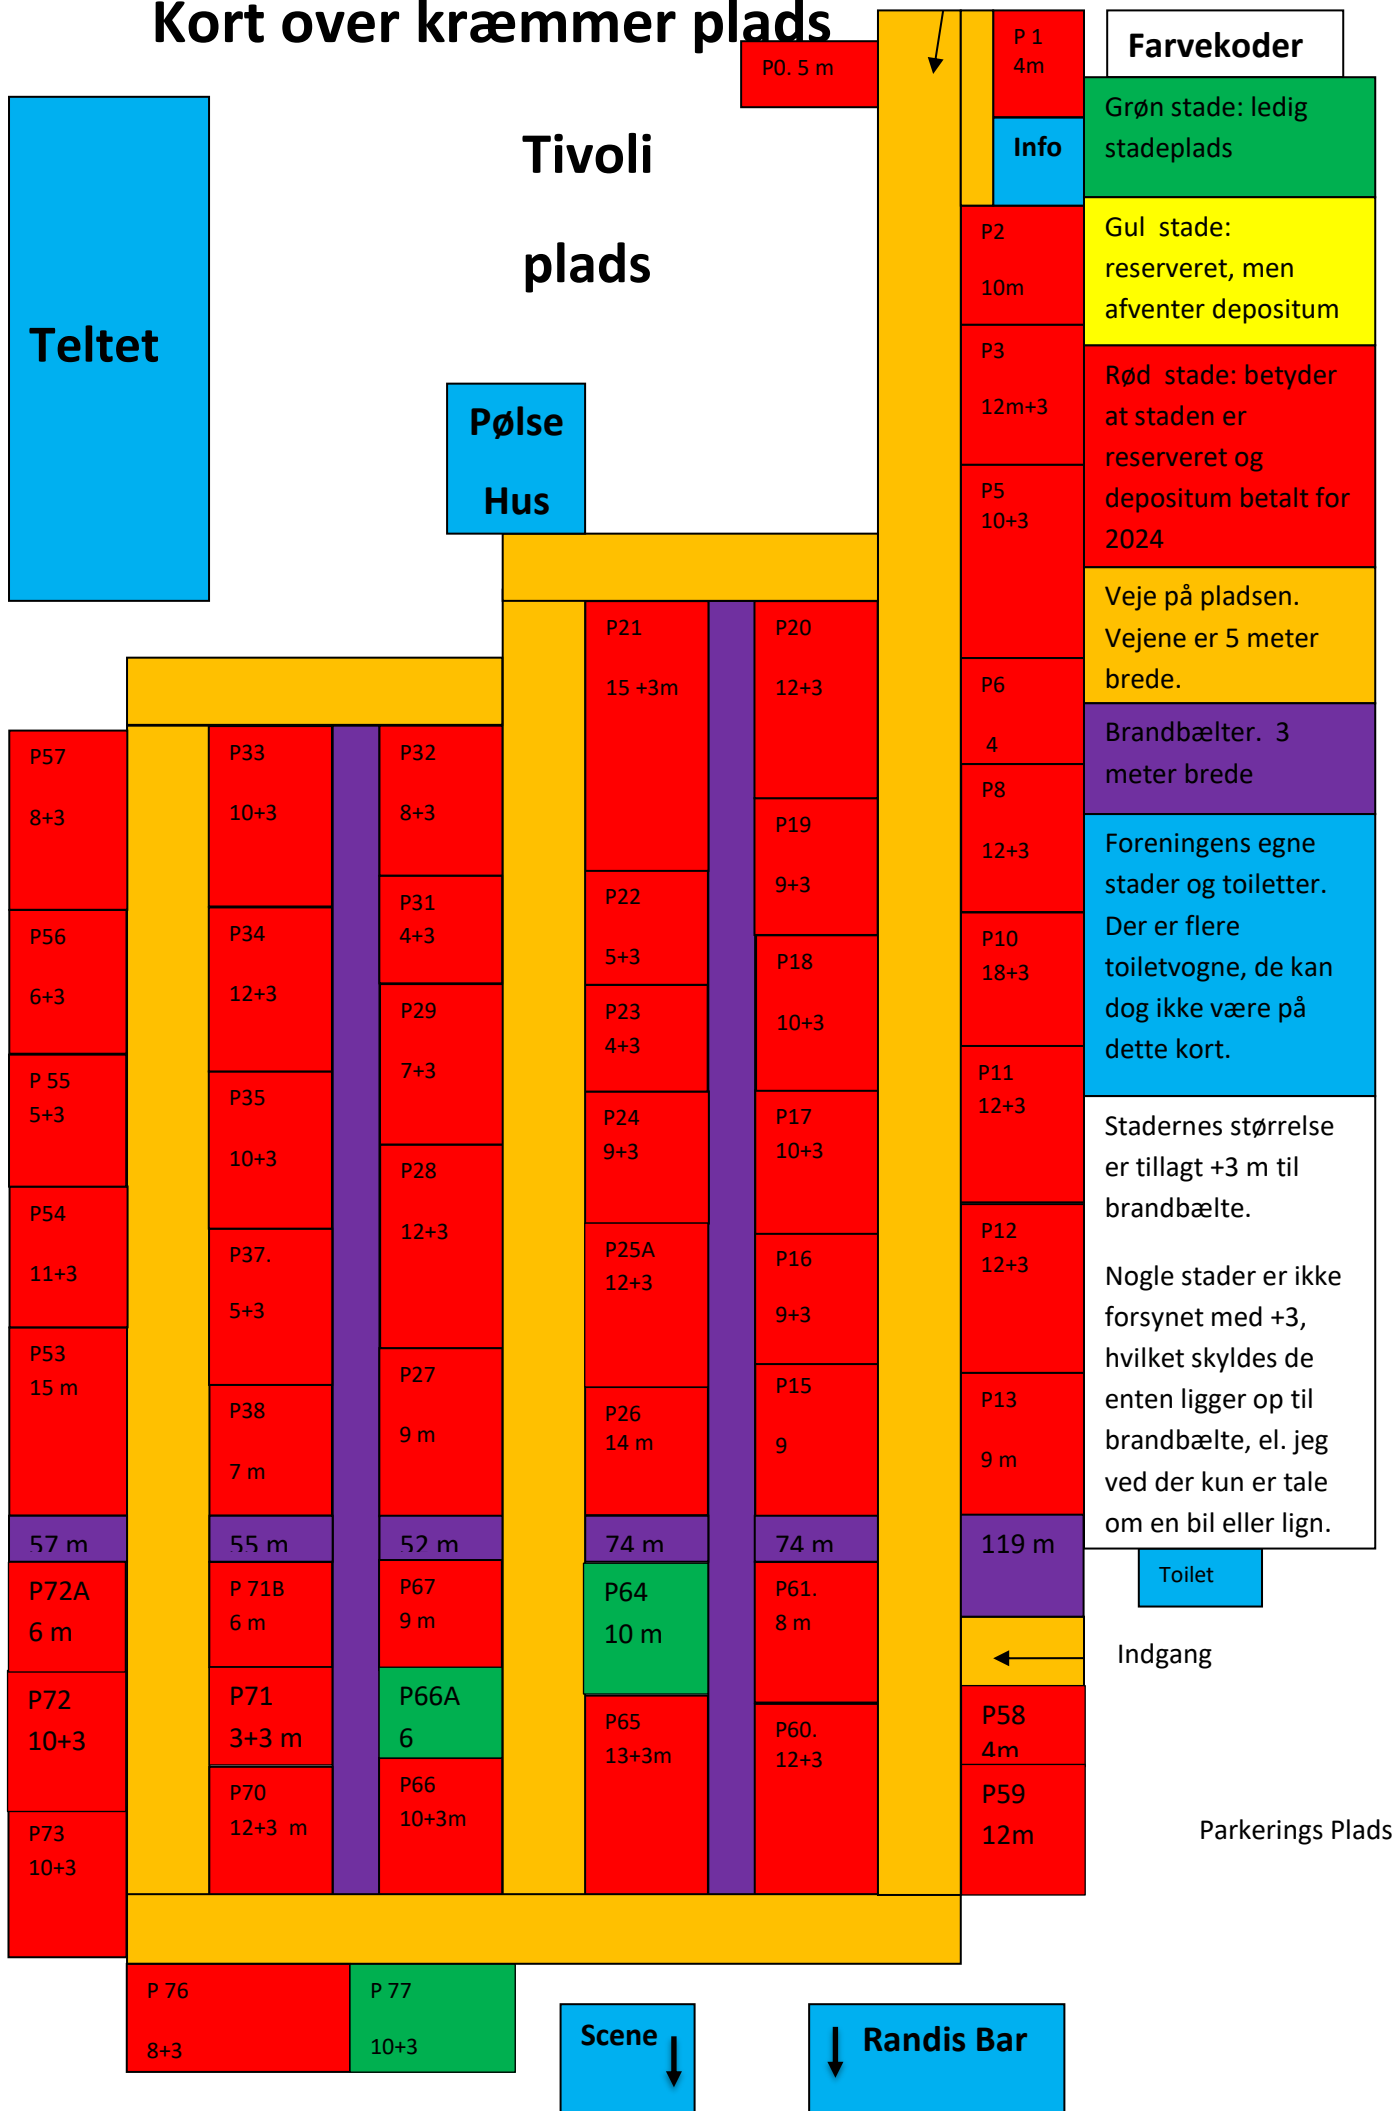 Kort over kræmmer plads
Tivoli
plads
Teltet
Pølse
Hus
P0. 5 m
P 1
4m
Info
P2
10m
P3
12m+3
P5
10+3
P6
4
P8
12+3
P10
18+3
P11
12+3
P12
12+3
P13
9 m
119 m
P58
4m
P59
12m
Farvekoder
Grøn stade: ledig
stadeplads
Gul  stade:
reserveret, men
afventer depositum
Rød  stade: betyder
at staden er
reserveret og
depositum betalt for
2024
Veje på pladsen.
Vejene er 5 meter
brede.
Brandbælter.  3
meter brede
Foreningens egne
stader og toiletter.
Der er flere
toiletvogne, de kan
dog ikke være på
dette kort.
Stadernes størrelse
er tillagt +3 m til
brandbælte.
Nogle stader er ikke
forsynet med +3,
hvilket skyldes de
enten ligger op til
brandbælte, el. jeg
ved der kun er tale
om en bil eller lign.
Toilet
Indgang
Parkerings Plads
P57
8+3
P56
6+3
P 55
5+3
P54
11+3
P53
15 m
57 m
P72A
6 m
P72
10+3
P73
10+3
P33
10+3
P34
12+3
P35
10+3
P37.
5+3
P38
7 m
55 m
P 71B
6 m
P71
3+3 m
P70
12+3  m
P32
8+3
P31
4+3
P29
7+3
P28
12+3
P27
9 m
52 m
P67
9 m
P66A
6
P66
10+3m
P21
15 +3m
P22
5+3
P23
4+3
P24
9+3
P25A
12+3
P26
14 m
74 m
P64
10 m
P65
13+3m
P20
12+3
P19
9+3
P18
10+3
P17
10+3
P16
9+3
P15
9
74 m
P61.
8 m
P60.
12+3
P 76
8+3
P 77
10+3
Scene
Randis Bar